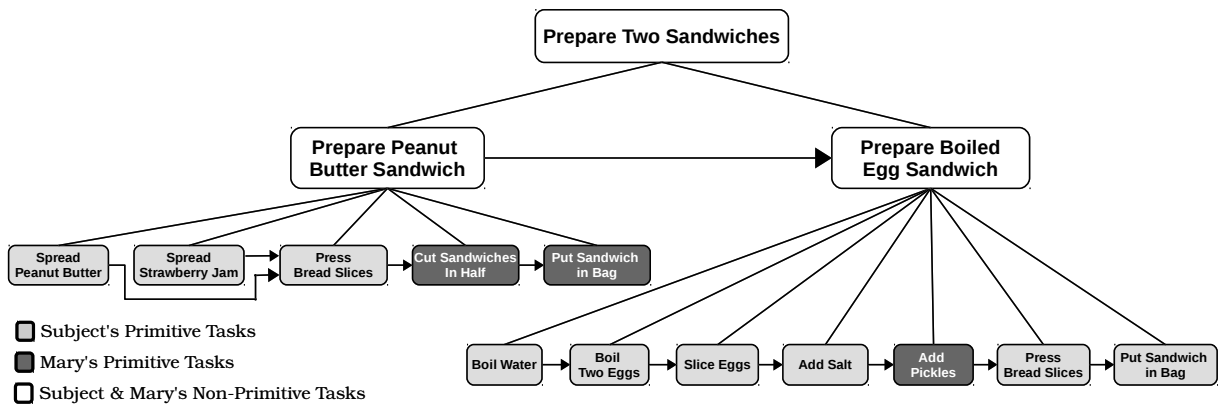 Prepare Two Sandwiches
Prepare Peanut
Butter Sandwich
Prepare Boiled
Egg Sandwich
Spread
Peanut Butter
Spread
Strawberry Jam
Press
Bread Slices
Cut Sandwiches
In Half
Put Sandwich
in Bag
Subject's Primitive Tasks
Mary's Primitive Tasks
Subject & Mary's Non-Primitive Tasks
Boil Water
Boil
Two Eggs
Slice Eggs
Add Salt
Add
Pickles
Press
Bread Slices
Put Sandwich
in Bag